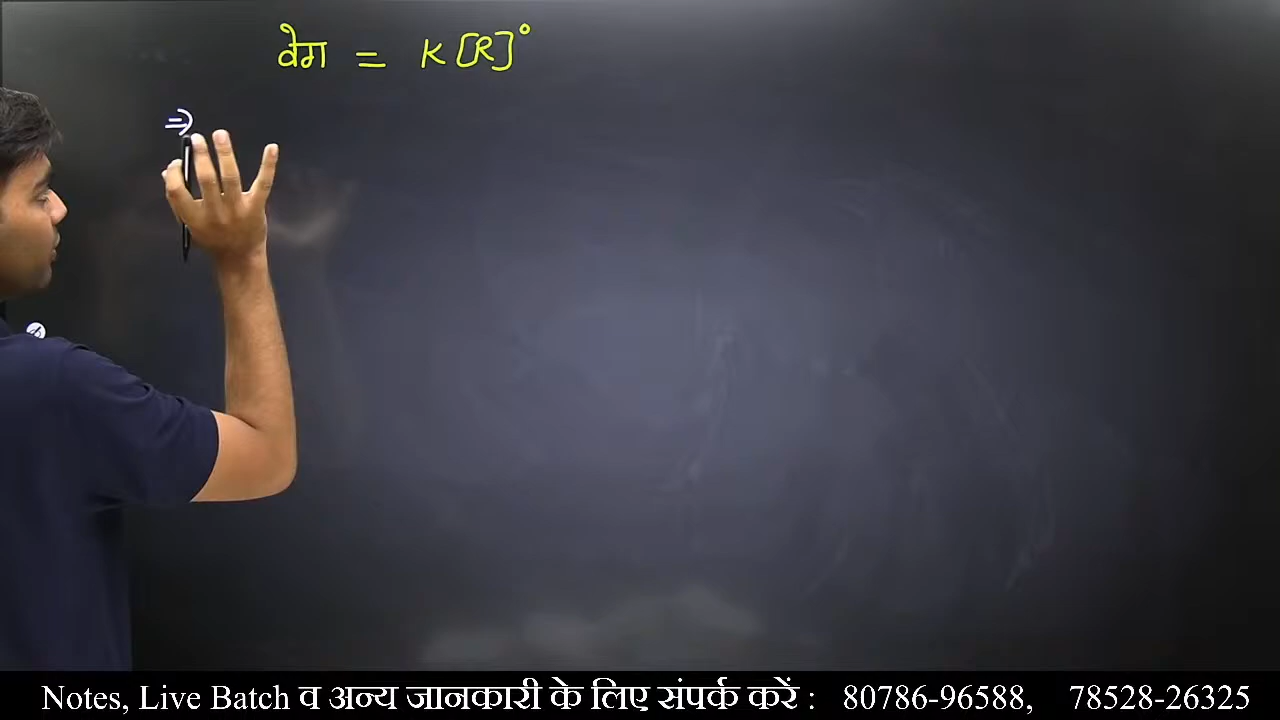 वेग = K[R]°
⇒
Notes, Live Batch व अन्य जानकारी के लिए संपर्क करें : 80786-96588, 78528-26325